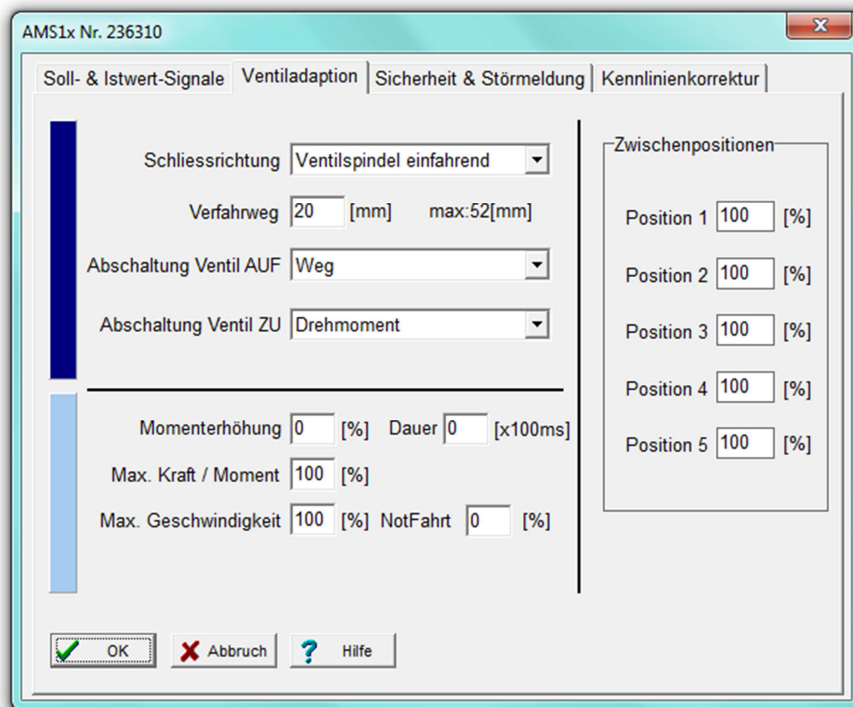 AMS1x Nr. 236310
Soll- & Istwert-Signale Ventiladaption Sicherheit & Störmeldung Kennlinienkorrektur
Schliessrichtung Ventilspindel einfahrend
Verfahrweg 20 [mm] max:52[mm]
Abschaltung Ventil AUF Weg
Abschaltung Ventil ZU Drehmoment
Momenterhöhung 0 [%] Dauer 0 [x100ms]
Max. Kraft / Moment 100 [%]
Max. Geschwindigkeit 100 [%] NotFahrt 0 [%]
Zwischenpositionen
Position 1 100 [%]
Position 2 100 [%]
Position 3 100 [%]
Position 4 100 [%]
Position 5 100 [%]
OK Abbruch Hilfe